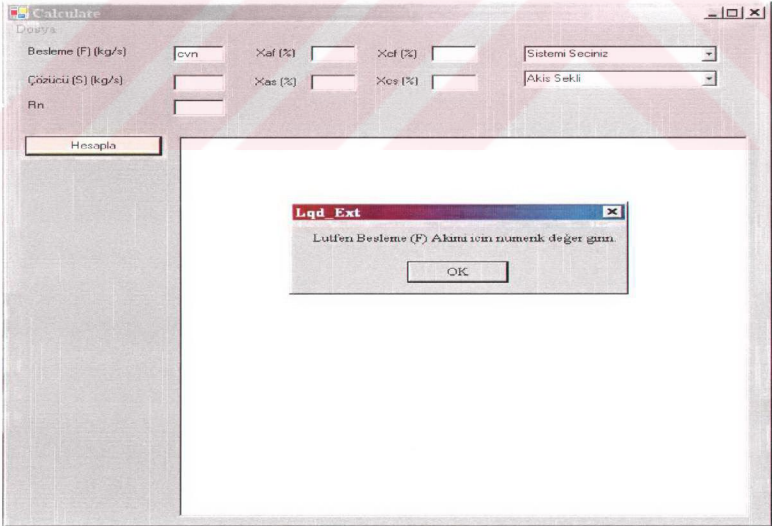 Calculate
Dosya
Besleme (F) (kg/s) cvn Xaf (%) Xcf (%) Sistemi Seciniz
Çözücü (S) (kg/s) Xas (%) Xcs (%) Akis Sekli
Rn
Hesapla
Lqd_Ext
Lutfen Besleme (F) Akimi icin numerik değer girin.
OK